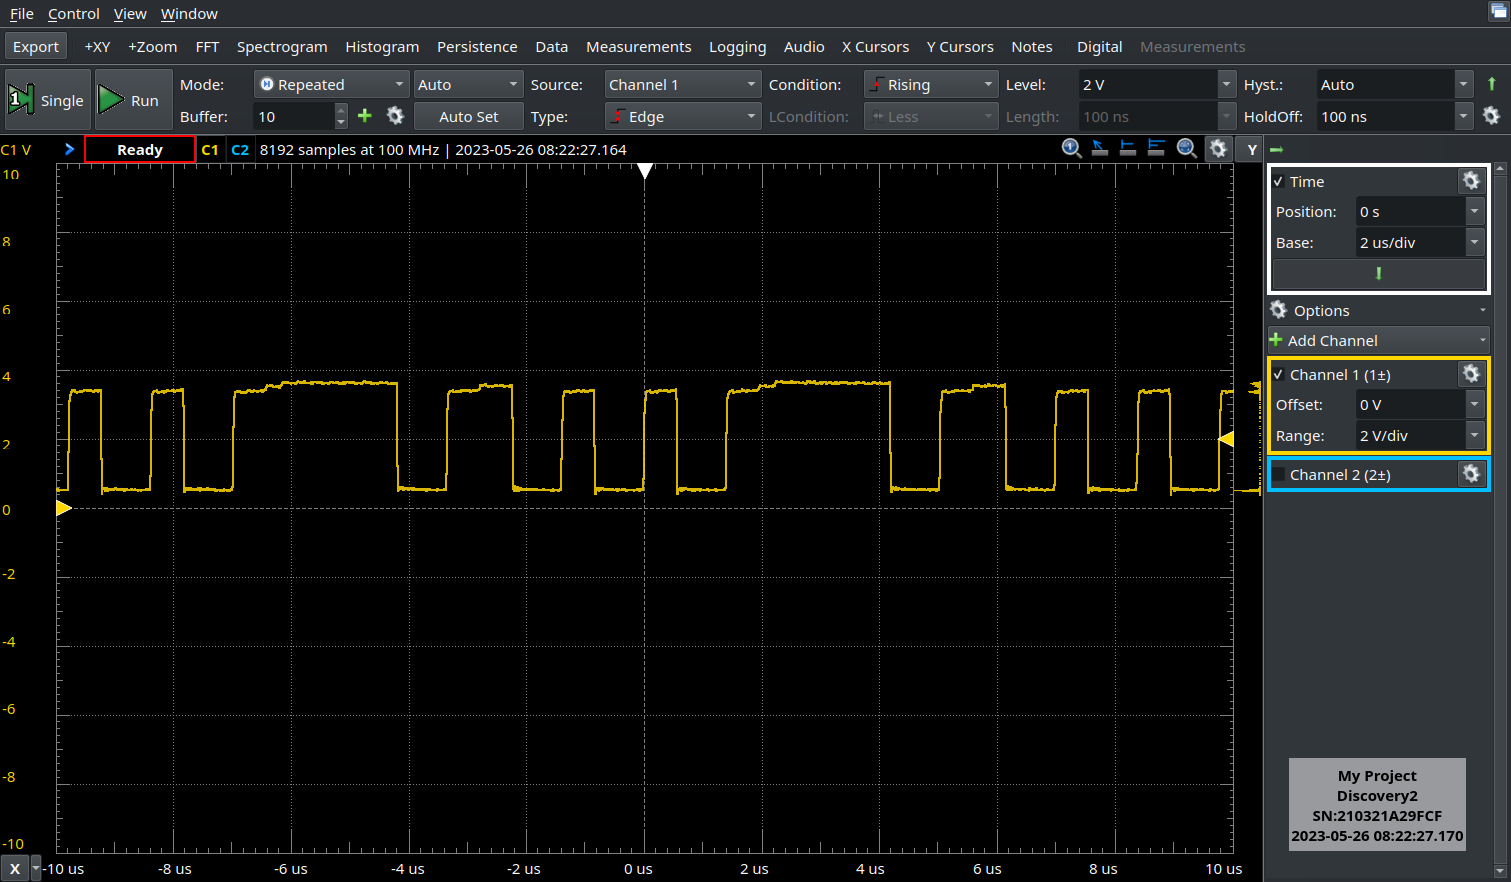 File Control View Window
Export +XY +Zoom FFT Spectrogram Histogram Persistence Data Measurements Logging Audio X Cursors Y Cursors Notes Digital Measurements
1 Single Run Mode: Repeated Auto Source: Channel 1 Condition: Rising Level: 2 V Hyst.: Auto
Buffer: 10 Auto Set Type: Edge LCondition: Less Length: 100 ns HoldOff: 100 ns
C1 V Ready C1 C2 8192 samples at 100 MHz | 2023-05-26 08:22:27.164 Y
10
8
6
4
2
0
-2
-4
-6
-8
-10
X -10 us -8 us -6 us -4 us -2 us 0 us 2 us 4 us 6 us 8 us 10 us
Time
Position: 0 s
Base: 2 us/div
Options
Add Channel
Channel 1 (1±)
Offset: 0 V
Range: 2 V/div
Channel 2 (2±)
My Project
Discovery2
SN:210321A29FCF
2023-05-26 08:22:27.170